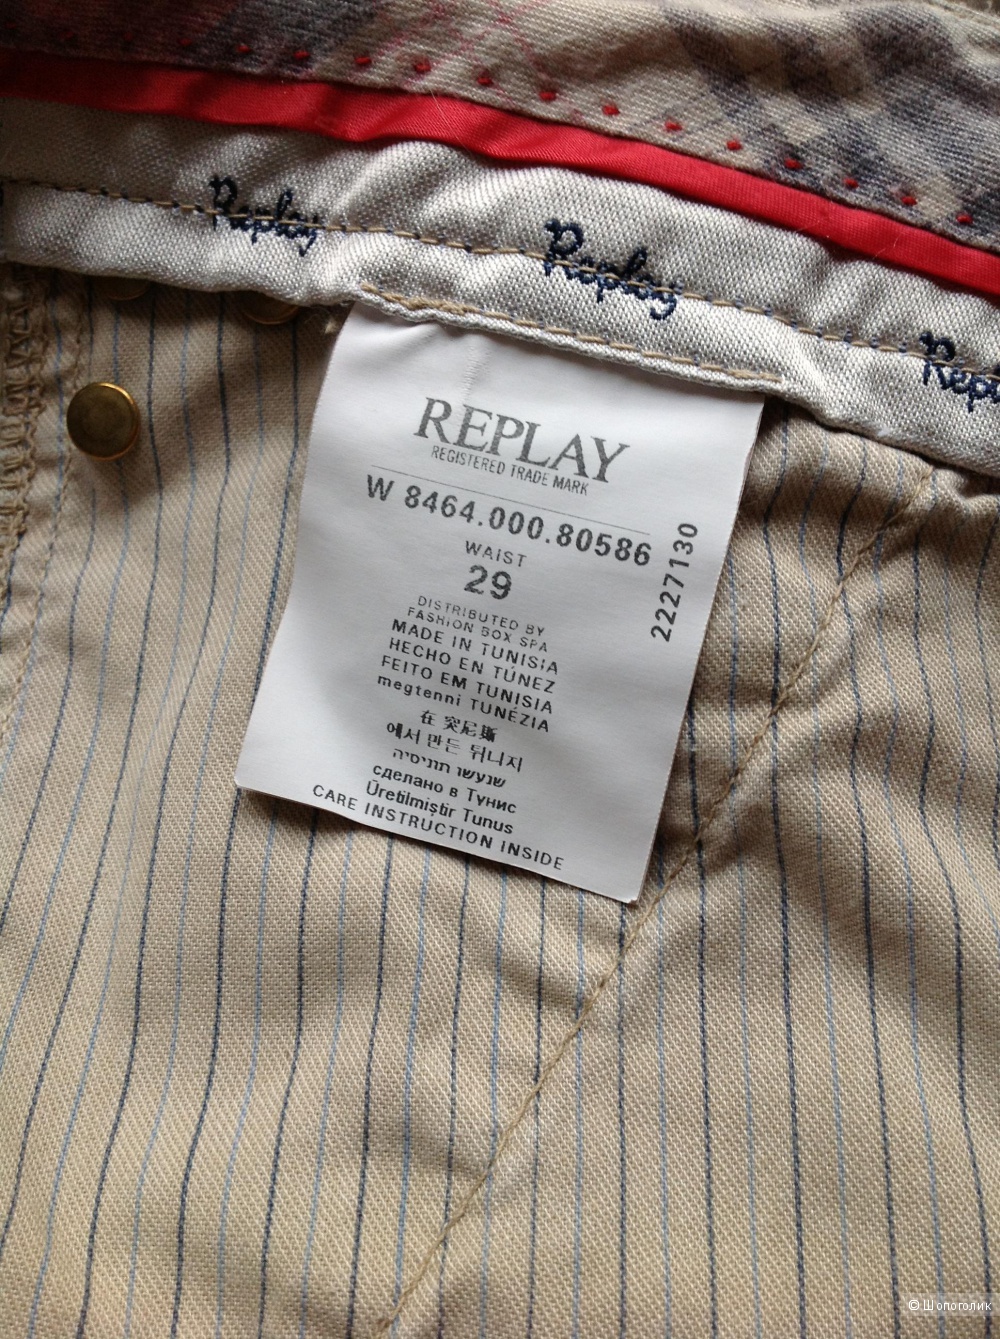 Replay Replay
REPLAY
REGISTERED TRADE MARK
W 8464.000.80586
2227130
WAIST
29
DISTRIBUTED BY
FASHION BOX SPA
MADE IN TUNISIA
HECHO EN TÚNEZ
FEITO EM TUNISIA
megtenni TUNÉZIA
在 突尼斯
에서 만든 튀니지
שנעשו תוניסיה
сделано в Тунис
Üretilmiştir Tunus
CARE INSTRUCTION INSIDE
© Шопоголик